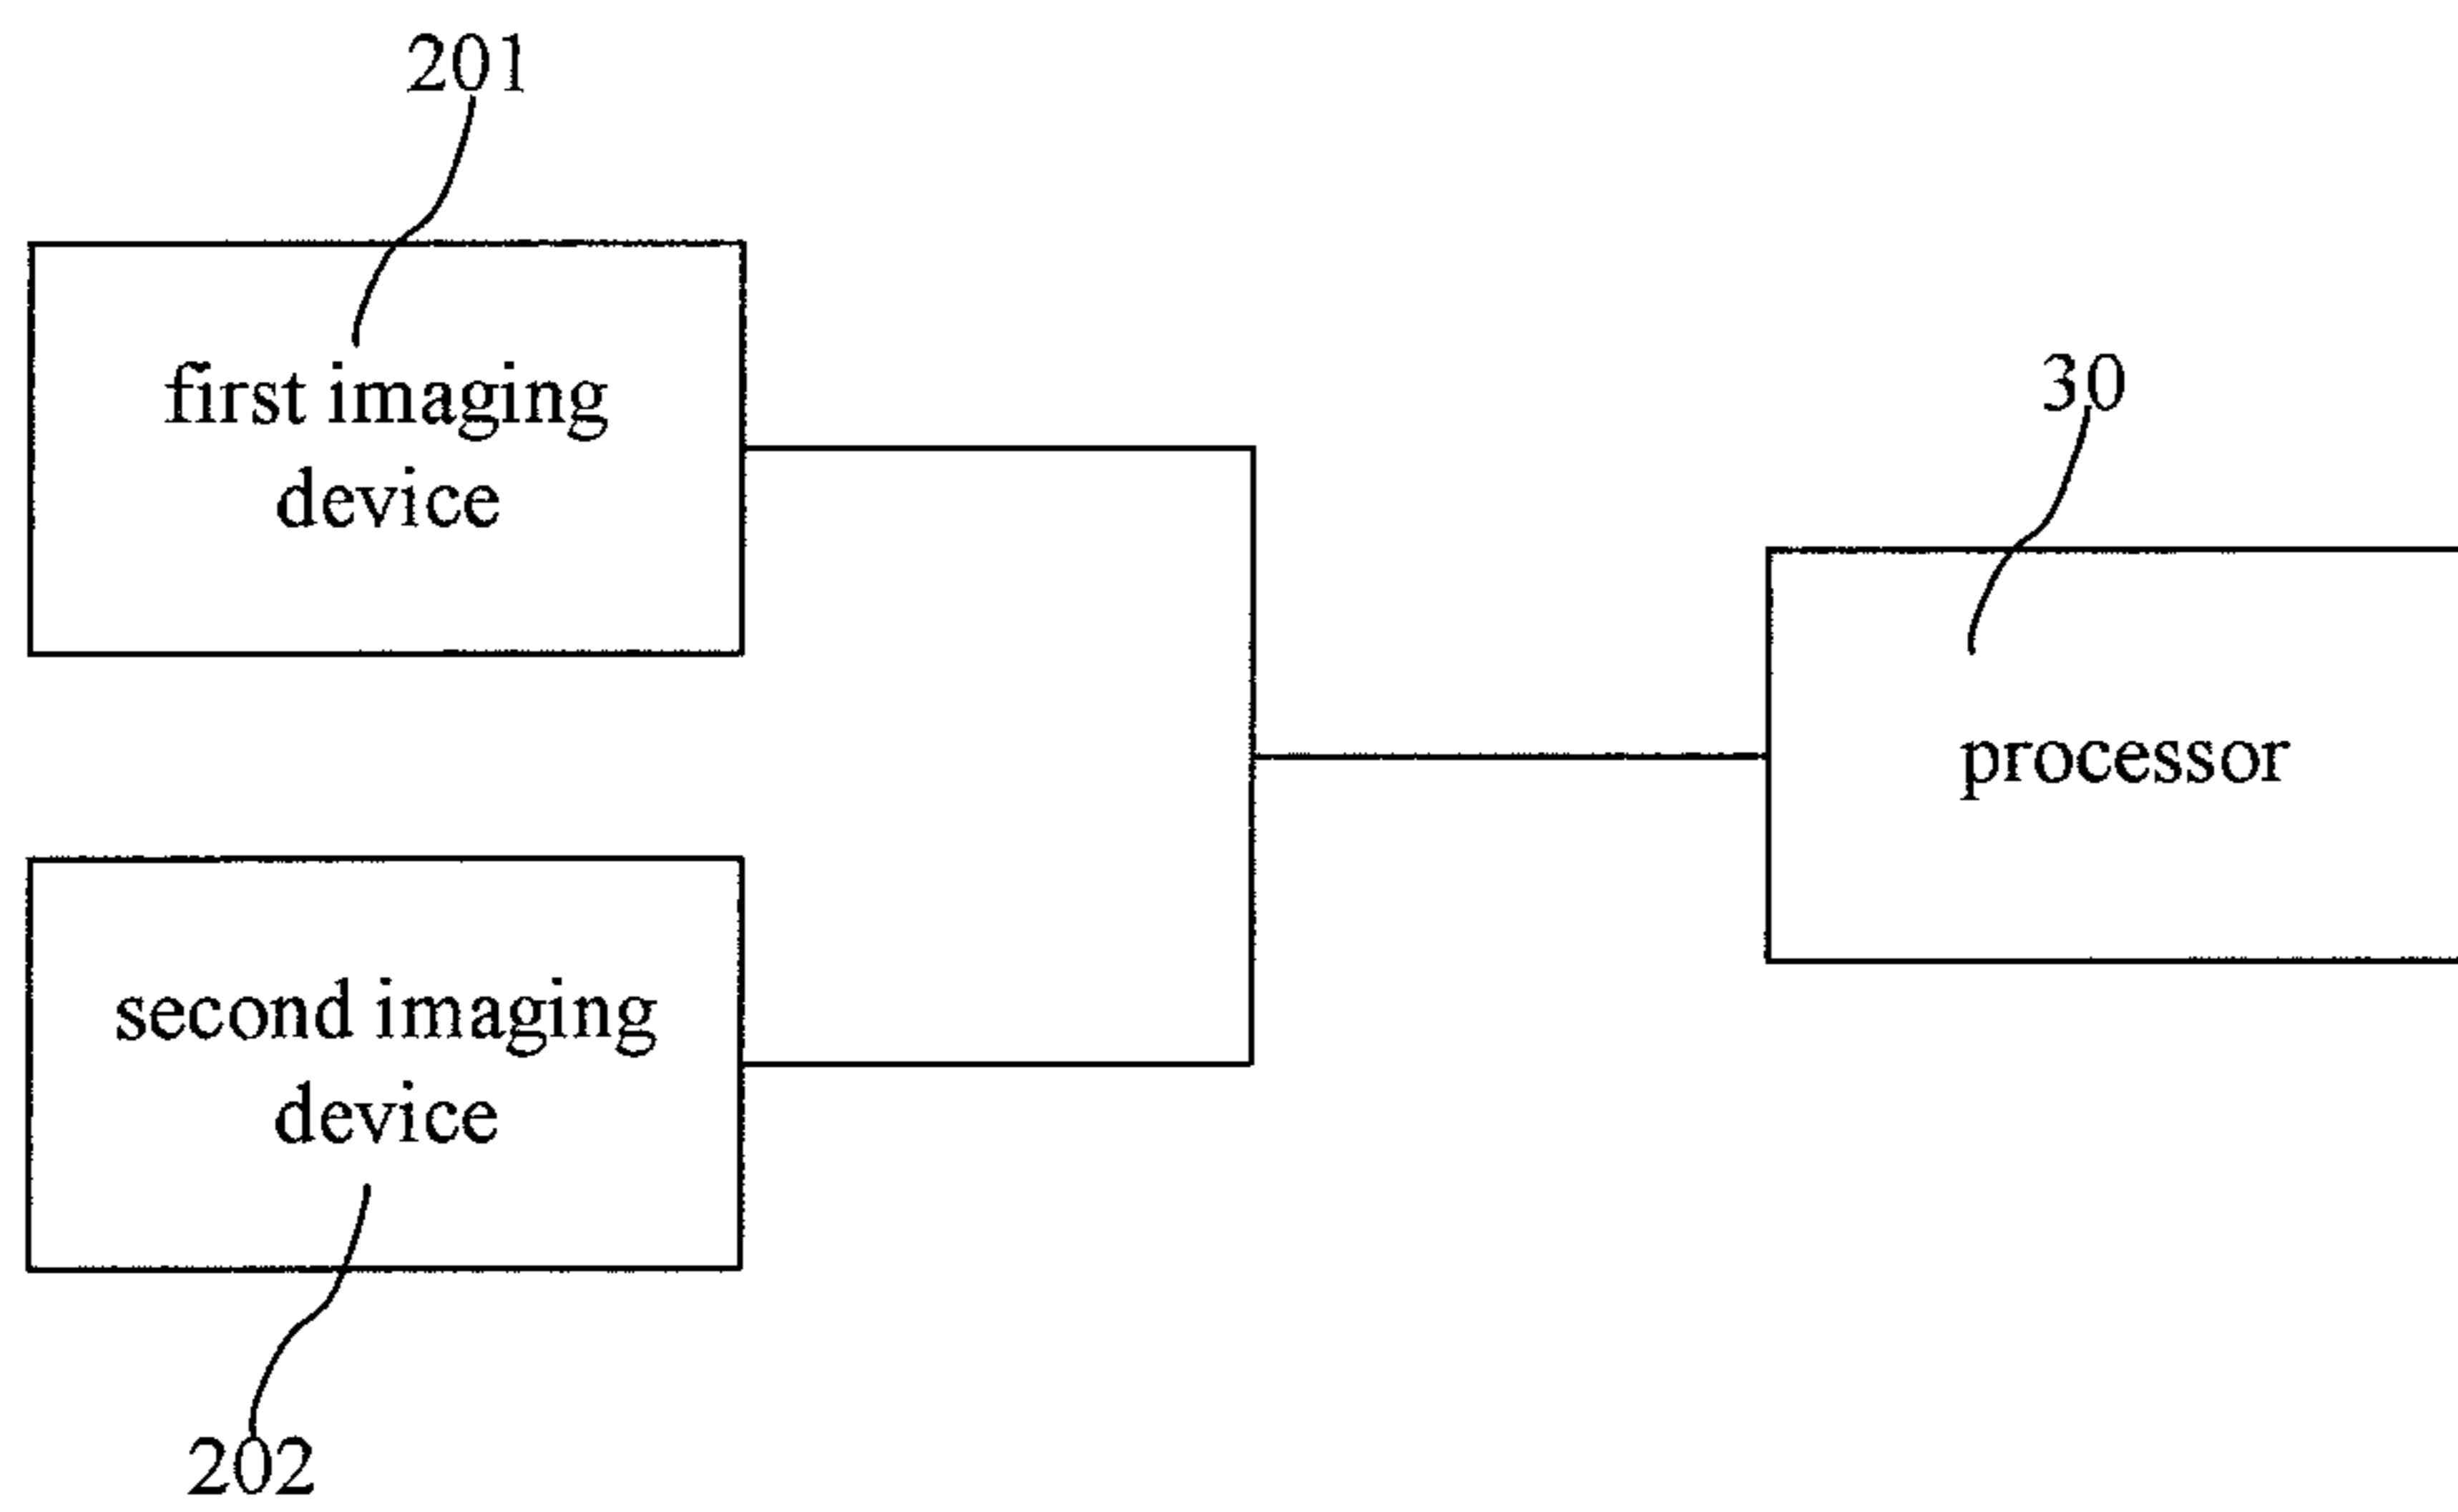 201
first imaging
device
30
processor
second imaging
device
202